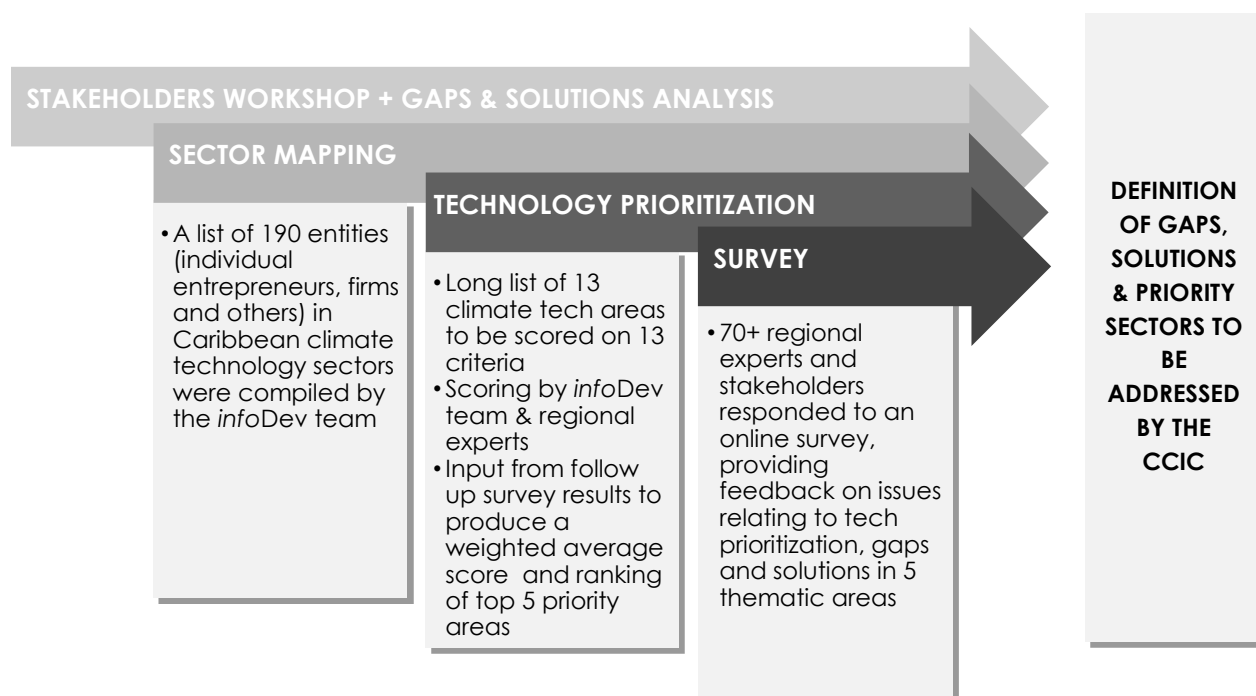 STAKEHOLDERS WORKSHOP + GAPS & SOLUTIONS ANALYSIS
SECTOR MAPPING
• A list of 190 entities
(individual
entrepreneurs, firms
and others) in
Caribbean climate
technology sectors
were compiled by
the infoDev team
TECHNOLOGY PRIORITIZATION
• Long list of 13
climate tech areas
to be scored on 13
criteria
• Scoring by infoDev
team & regional
experts
• Input from follow
up survey results to
produce a
weighted average
score and ranking
of top 5 priority
areas
SURVEY
• 70+ regional
experts and
stakeholders
responded to an
online survey,
providing
feedback on issues
relating to tech
prioritization, gaps
and solutions in 5
thematic areas
DEFINITION
OF GAPS,
SOLUTIONS
& PRIORITY
SECTORS TO
BE
ADDRESSED
BY THE
CCIC